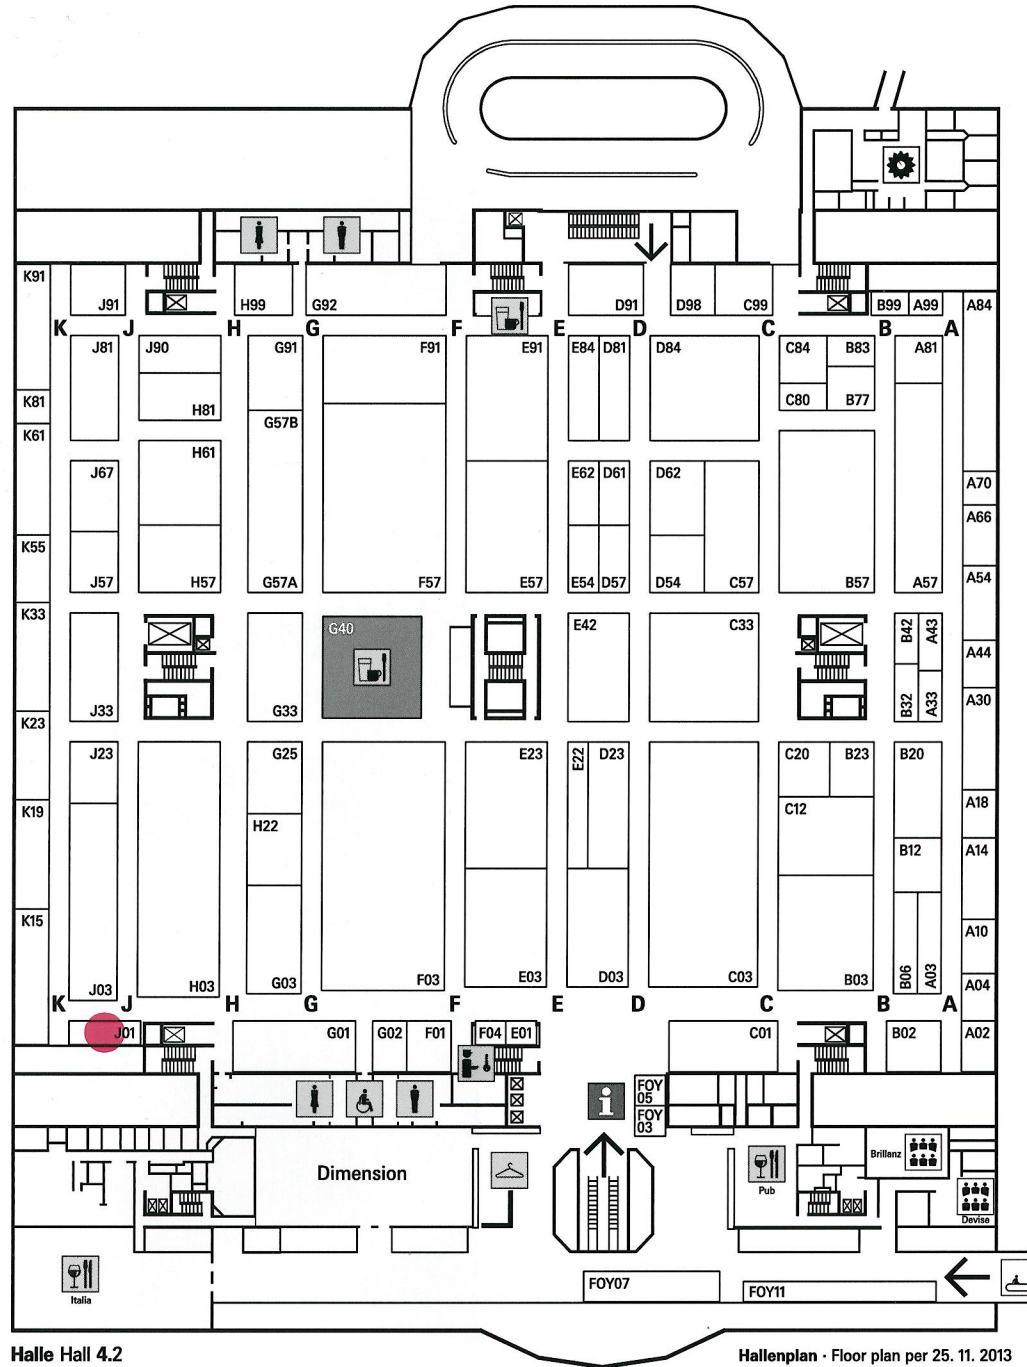 K91
J91
H99
G92
D91
D98
C99
B99
A99
A84
K
J
H
G
F
E
D
C
B
A
J81
J90
G91
F91
E91
E84
D81
D84
C84
B83
A81
K81
H81
C80
B77
K61
G57B
H61
J67
E62
D61
D62
A70
A66
K55
J57
H57
G57A
F57
E57
E54
D57
D54
C57
B57
A57
A54
K33
G40
E42
C33
B42
A43
A44
J33
G33
B32
A33
A30
K23
J23
G25
E23
E22
D23
C20
B23
B20
K19
H22
C12
A18
B12
A14
K15
A10
J03
H03
G03
F03
E03
D03
C03
B03
B06
A03
A04
K
J
H
G
F
E
D
C
B
A
J01
G01
G02
F01
F04
E01
C01
B02
A02
FOY
05
FOY
03
i
Dimension
Pub
Brillanz
Devise
Italia
FOY07
FOY11
Halle Hall 4.2
Hallenplan · Floor plan per 25. 11. 2013